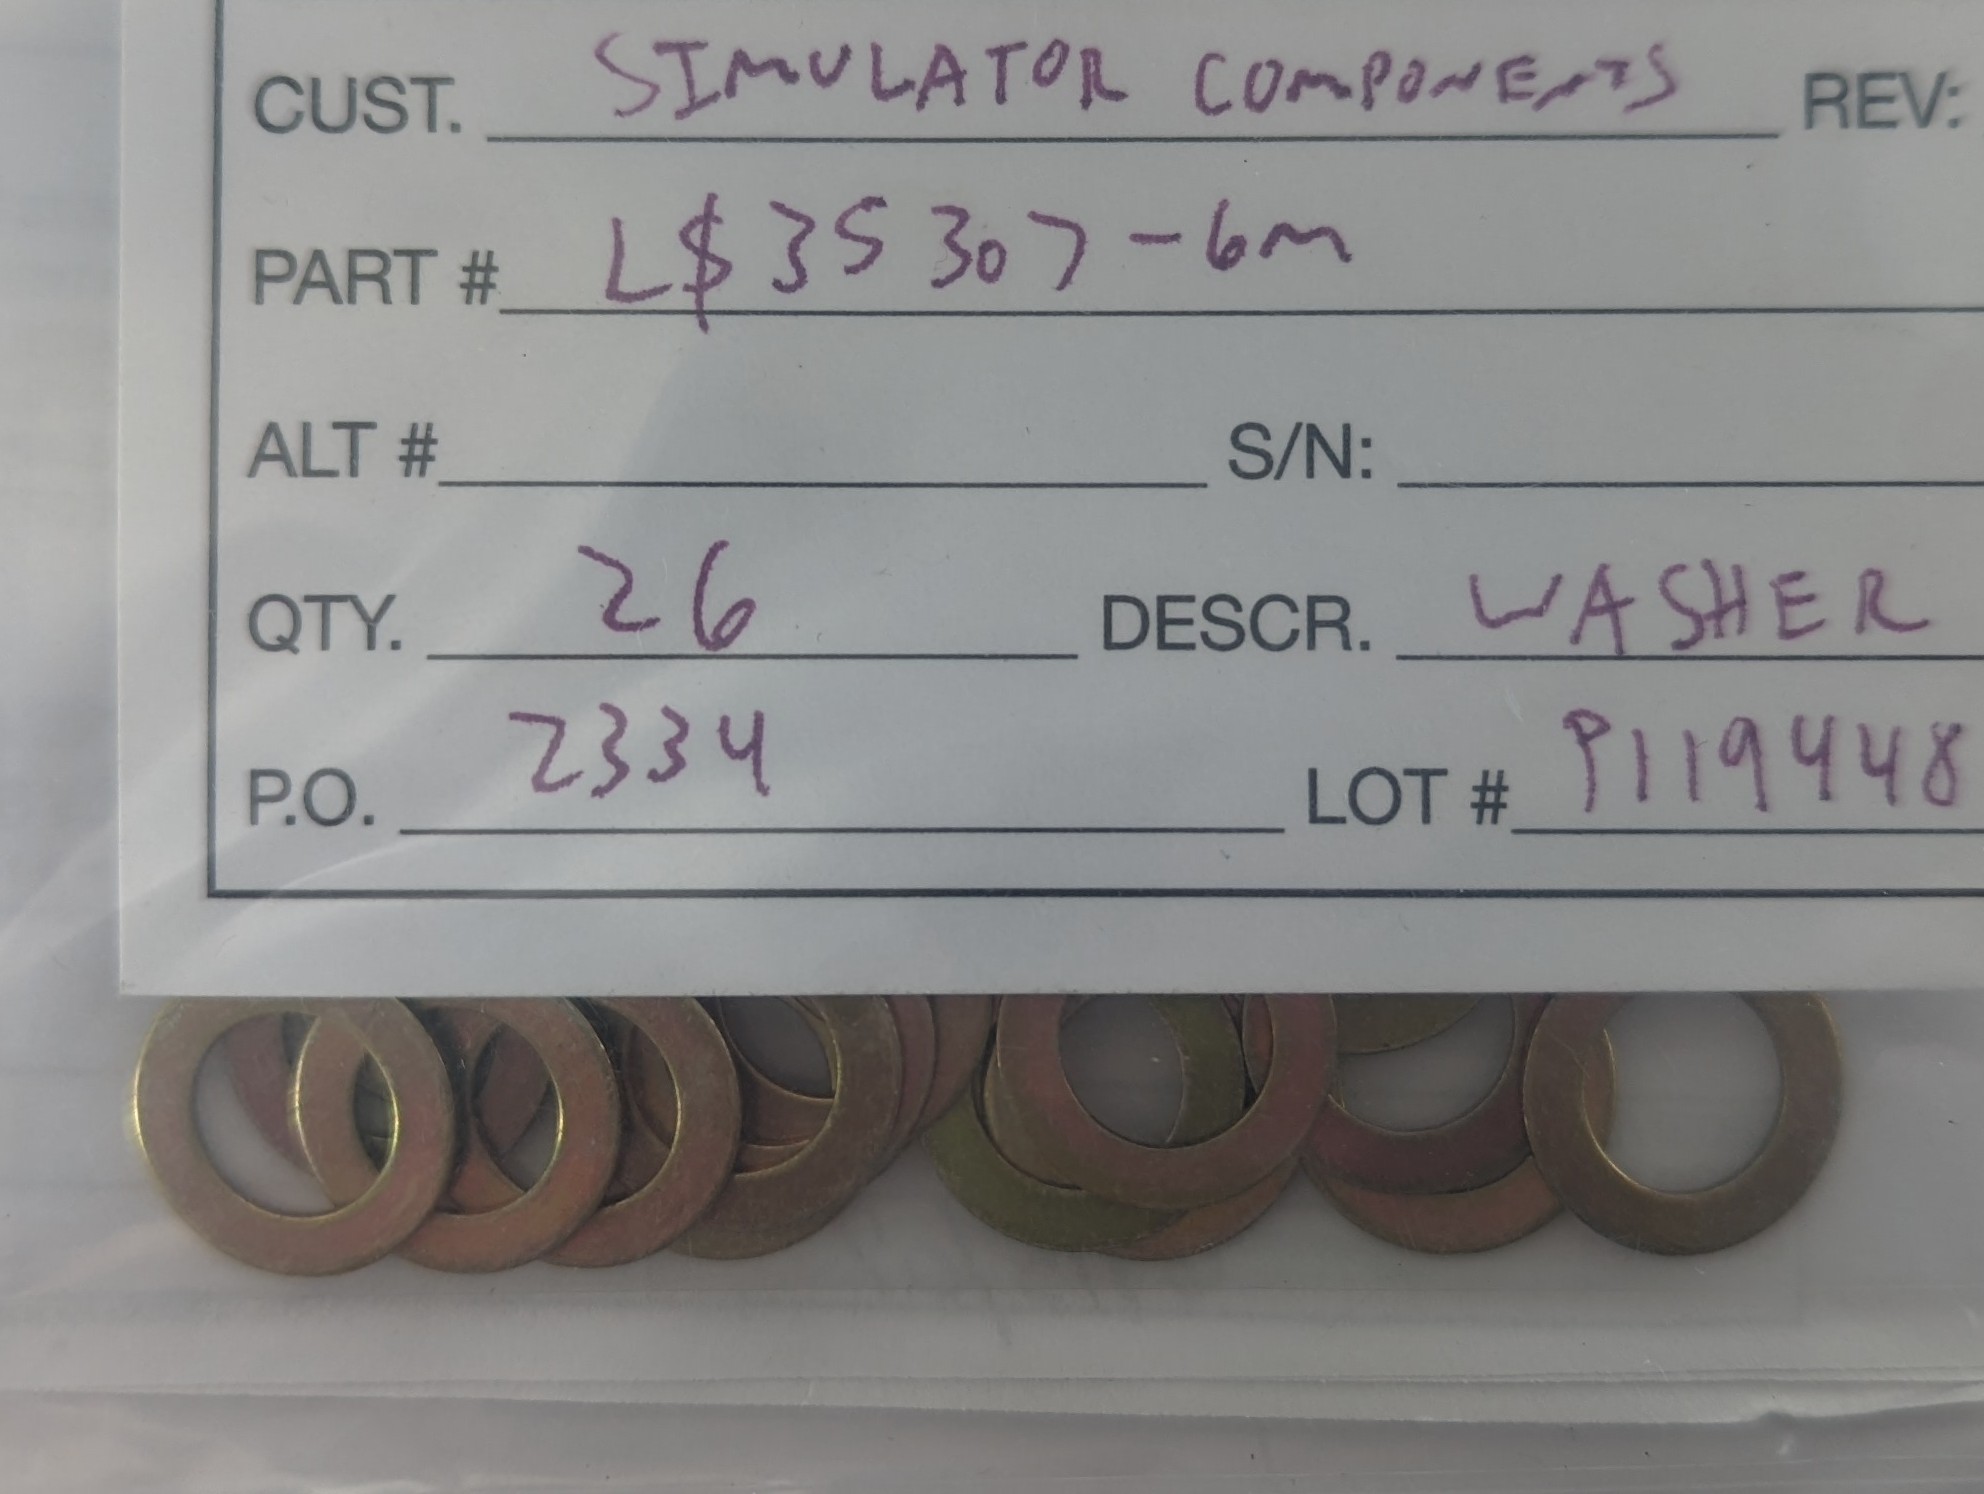 CUST. SIMULATOR COMPONENTS REV:
PART # L$35307-6m
ALT # S/N:
QTY. 26 DESCR. WASHER
P.O. 2334 LOT # P119448